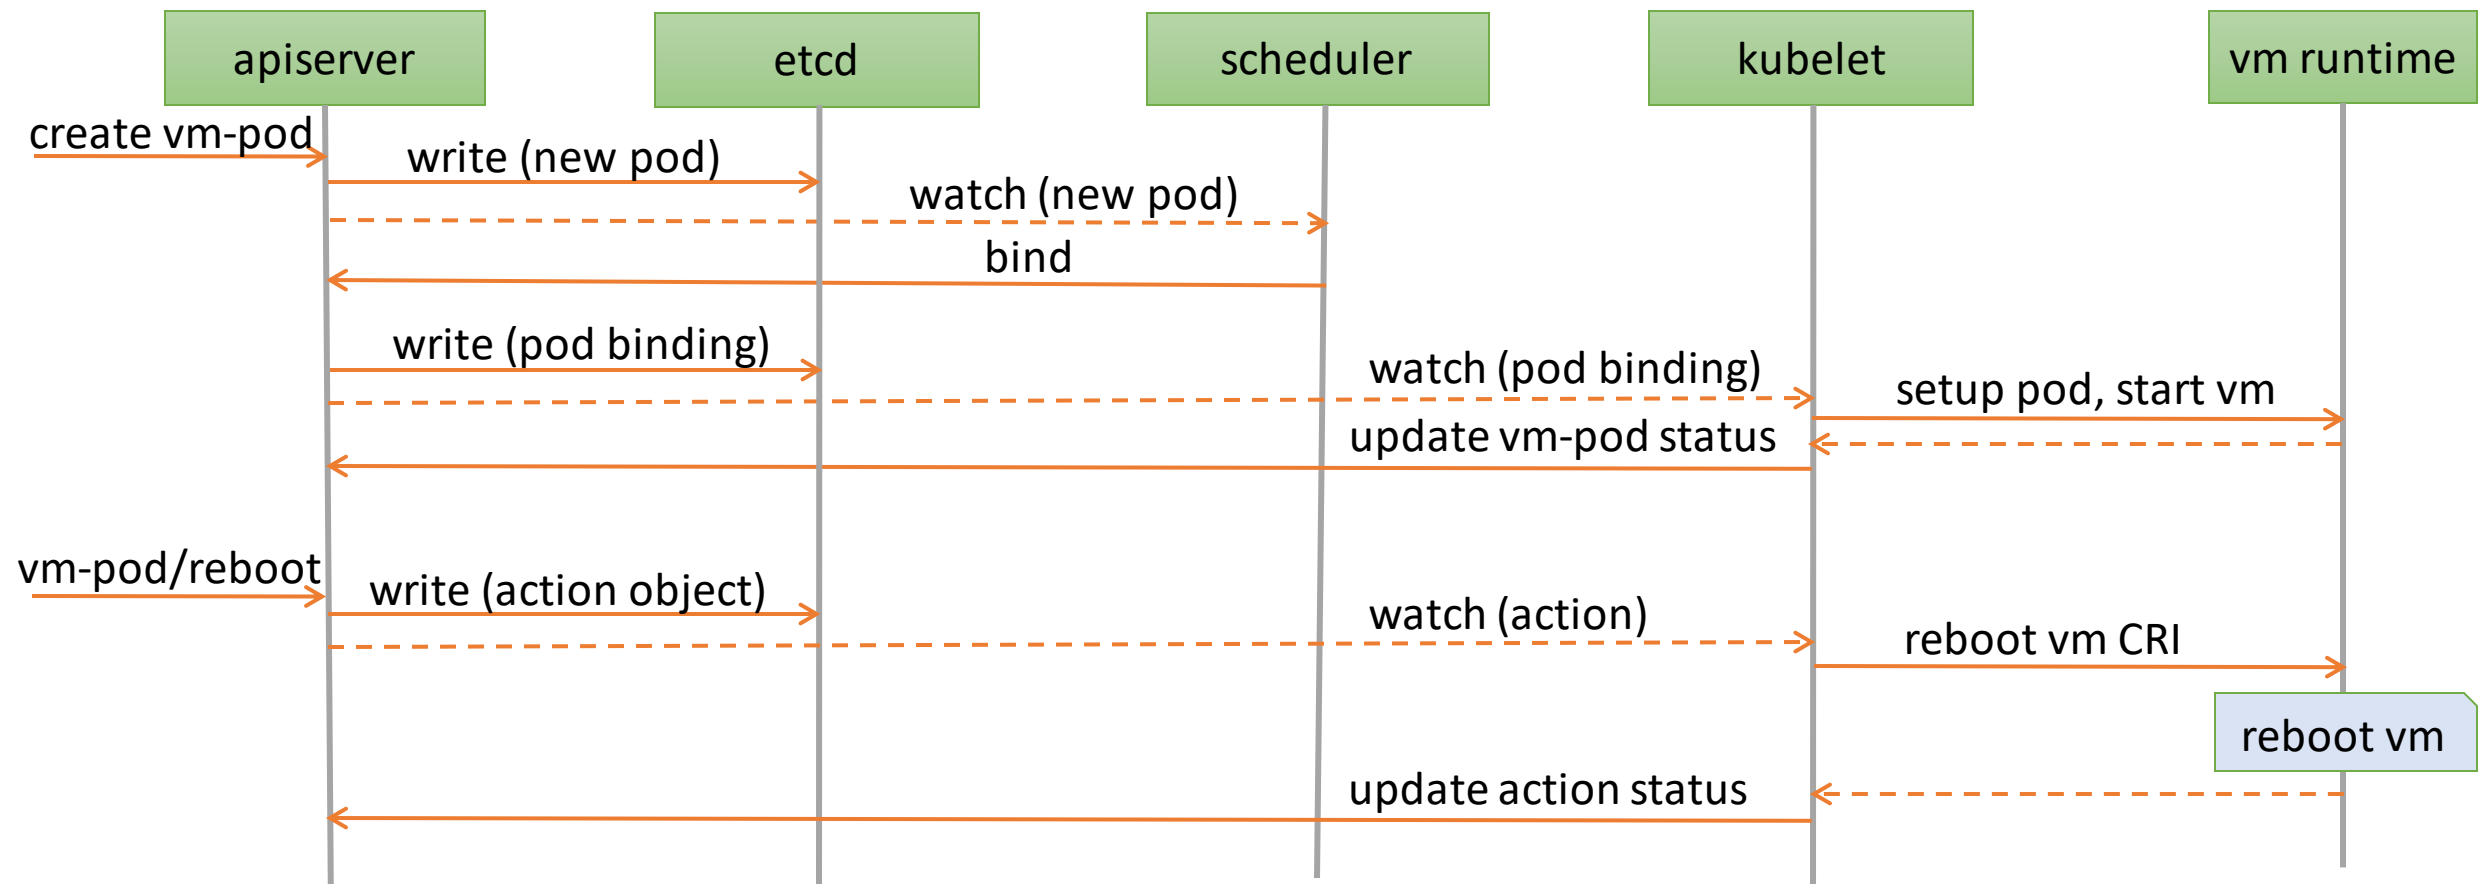 apiserver
etcd
scheduler
kubelet
vm runtime
create vm-pod
write (new pod)
watch (new pod)
bind
write (pod binding)
watch (pod binding)
setup pod, start vm
update vm-pod status
vm-pod/reboot
write (action object)
watch (action)
reboot vm CRI
reboot vm
update action status